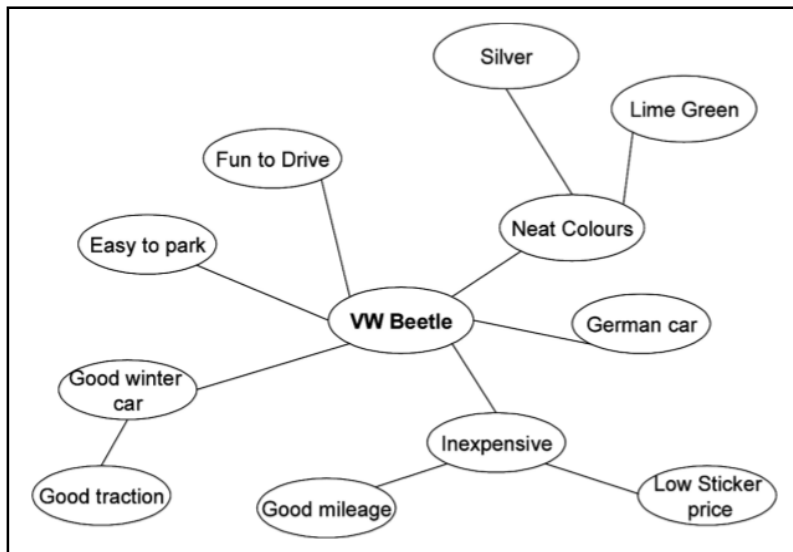 Silver
Lime Green
Fun to Drive
Neat Colours
Easy to park
VW Beetle
German car
Good winter
car
Inexpensive
Good traction
Good mileage
Low Sticker
price